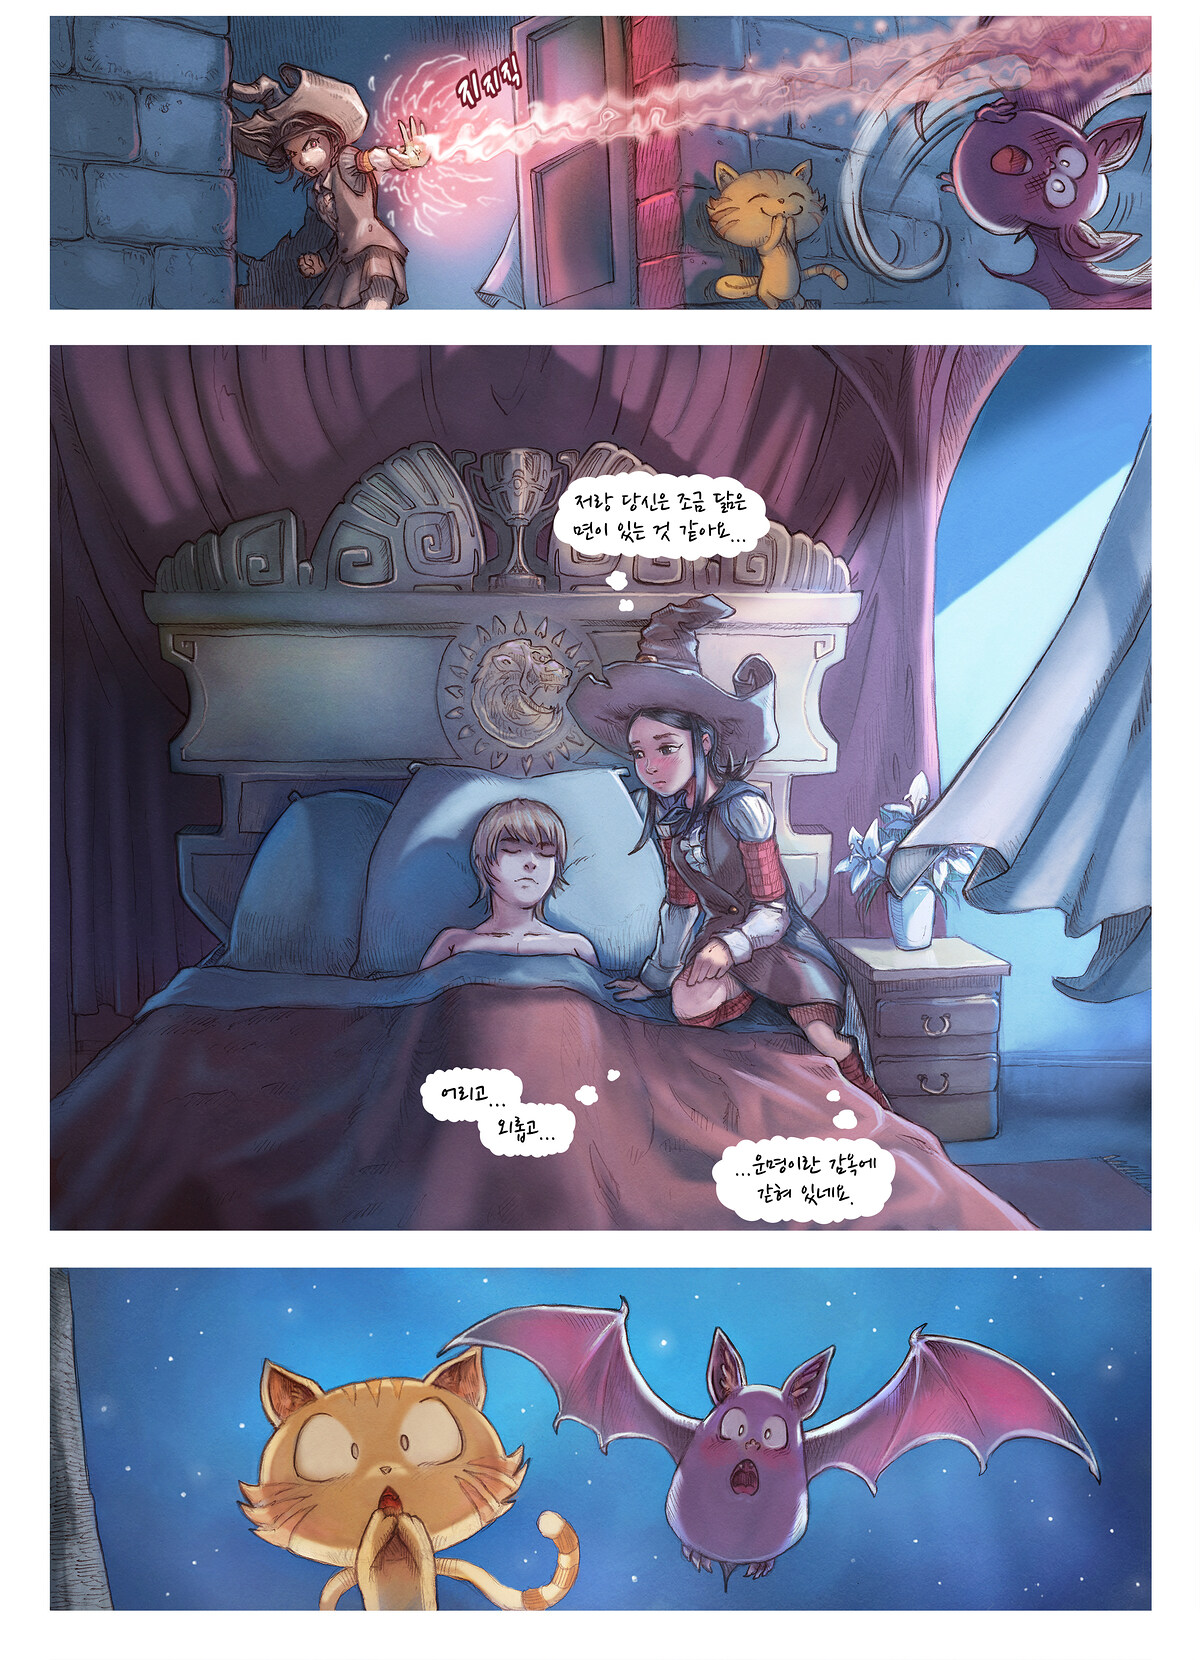 지지직
저랑 당신은 조금 닮은
면이 있는 것 같아요...
어리고...
외롭고...
...운명이란 감옥에
갇혀 있네요.